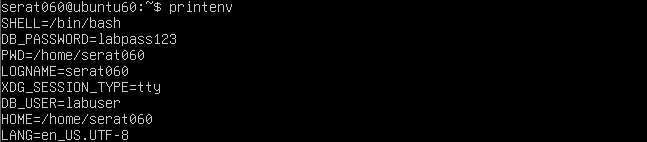 serat060@ubuntu60:~$ printenv
SHELL=/bin/bash
DB_PASSWORD=labpass123
PWD=/home/serat060
LOGNAME=serat060
XDG_SESSION_TYPE=tty
DB_USER=labuser
HOME=/home/serat060
LANG=en_US.UTF-8